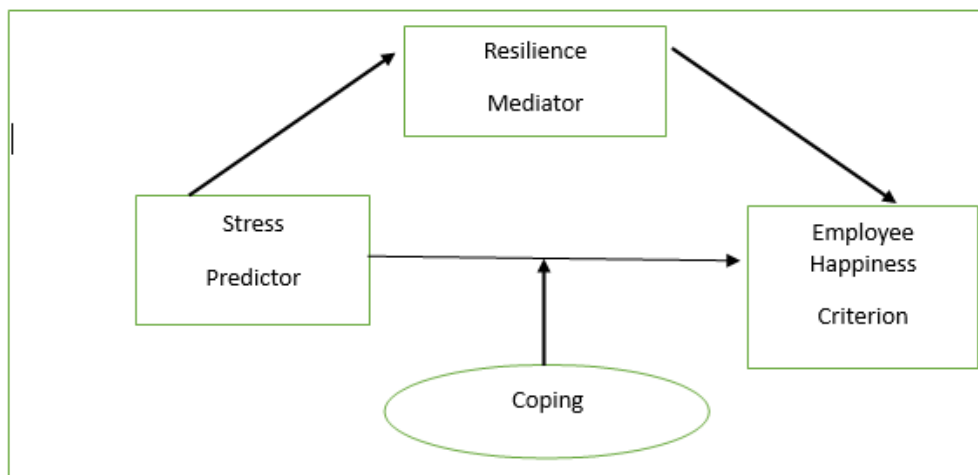 Resilience
Mediator
Stress
Predictor
Employee
Happiness
Criterion
Coping